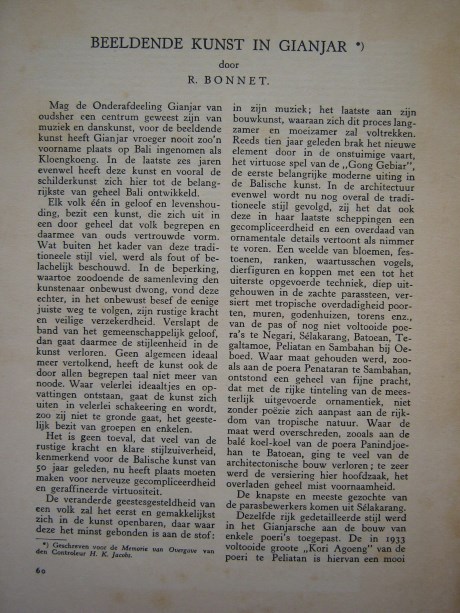 BEELDENDE KUNST IN GIANJAR *)
door
R. BONNET.
Mag de Onderafdeeling Gianjar van
oudsher een centrum geweest zijn van
muziek en danskunst, voor de beeldende
kunst heeft Gianjar vroeger nooit zoo'n
voorname plaats op Bali ingenomen als
Kloengkoeng. In de laatste zes jaren
evenwel heeft deze kunst en vooral de
schilderkunst zich hier tot de belang-
rijkste van geheel Bali ontwikkeld.
Elk volk één in geloof en levenshou-
ding, bezit een kunst, die zich uit in
een door geheel dat volk begrepen en
daarmee van ouds vertrouwde vorm.
Wat buiten het kader van deze tradi-
tioneele stijl viel, werd als fout of be-
lachelijk beschouwd. In de beperking,
waartoe zoodoende de samenleving den
kunstenaar onbewust dwong, vond deze
echter, in het onbewust besef de eenige
juiste weg te volgen, zijn rustige kracht
en veilige verzekerdheid. Verslapt de
band van het gemeenschappelijk geloof,
dan gaat daarmee de stijleenheid in de
kunst verloren. Geen algemeen ideaal
meer vertolkend, heeft de kunst ook de
door allen begrepen taal niet meer van
noode. Waar velerlei ideaaltjes en op-
vattingen ontstaan, gaat de kunst zich
uiten in velerlei schakeering en wordt,
zoo zij niet te gronde gaat, het geeste-
lijk bezit van groepen en enkelen.
Het is geen toeval, dat veel van de
rustige kracht en klare stijlzuiverheid,
kenmerkend voor de Balische kunst van
50 jaar geleden, nu heeft plaats moeten
maken voor nerveuze gecompliceerdheid
en geraffineerde virtuositeit.
De veranderde geestesgesteldheid van
een volk zal het eerst en gemakkelijkst
zich in de kunst openbaren, daar waar
deze het minst gebonden is aan de stof:
*) Geschreven voor de Memorie van Overgave van
den Controleur H. K. Jacobs.
60
in zijn muziek; het laatste aan zijn
bouwkunst, waaraan zich dit proces lang-
zamer en moeizamer zal voltrekken.
Reeds tien jaar geleden brak het nieuwe
element door in de onstuimige vaart,
het virtuose spel van de „Gong Gebiar",
de eerste belangrijke moderne uiting in
de Balische kunst. In de architectuur
evenwel wordt nu nog overal de tradi-
tioneele stijl gevolgd, zij het dat ook
deze in haar laatste scheppingen een
gecompliceerdheid en een overdaad van
ornamentale details vertoont als nimmer
te voren. Een weelde van bloemen, fes-
toenen, ranken, waartusschen vogels,
dierfiguren en koppen met een tot het
uiterste opgevoerde techniek, diep uit-
gehouwen in de zachte parassteen, ver-
siert met tropische overdadigheid poor-
ten, muren, godenhuizen, torens enz.,
van de pas of nog niet voltooide poe-
ra's te Negari, Sélakarang, Batoean, Te-
galtamoe, Peliatan en Sambahan bij Oe-
boed. Waar maat gehouden werd, zoo-
als aan de poera Penataran te Sambahan,
ontstond een geheel van fijne pracht,
dat met de rijke tinteling van de mees-
terlijk uitgevoerde ornamentiek, niet
zonder poëzie zich aanpast aan de rijk-
dom van tropische natuur. Waar de
maat werd overschreden, zooals aan de
balé koel-koel van de poera Panindjoe-
han te Batoean, ging te veel van de
architectonische bouw verloren; te zeer
werd de versiering hier hoofdzaak, het
overladen geheel mist voornaamheid.
De knapste en meeste gezochte van
de parasbewerkers komen uit Sélakarang.
Dezelfde rijk gedetailleerde stijl werd
in het Gianjarsche aan de bouw van
enkele poeri's toegepast. De in 1933
voltooide groote „Kori Agoeng" van de
poeri te Peliatan is hiervan een mooi